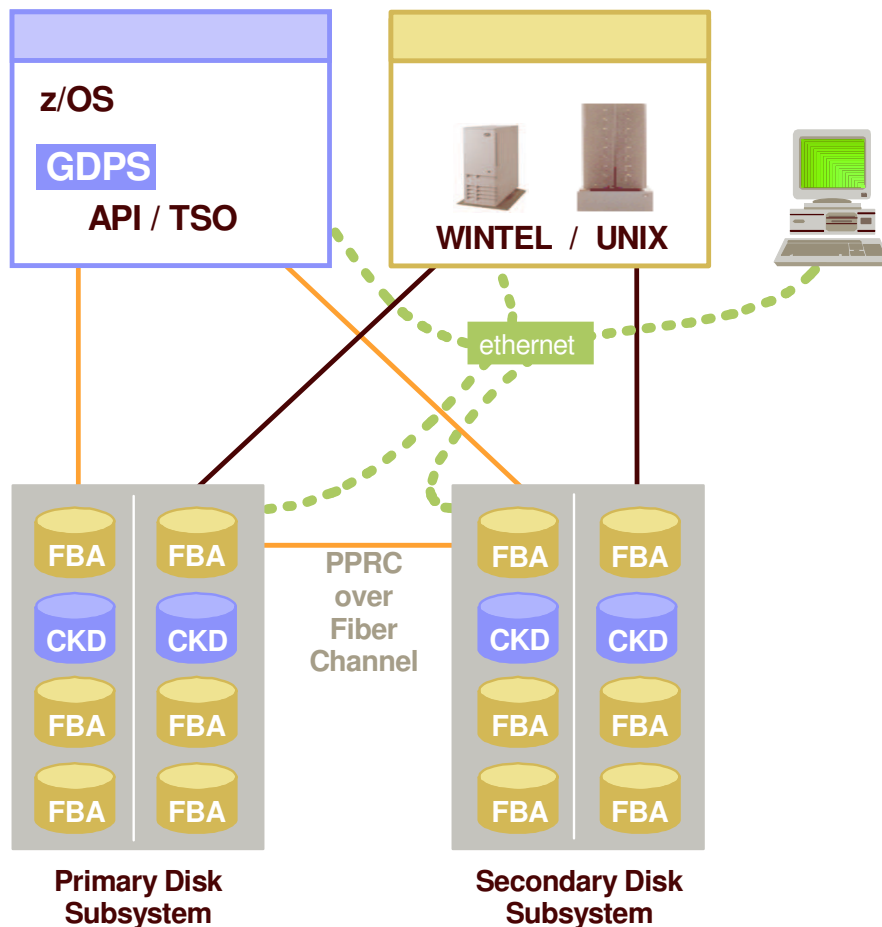 z/OS
GDPS
API / TSO
WINTEL / UNIX
ethernet
FBA FBA
CKD CKD
FBA FBA
FBA FBA
PPRC
over
Fiber
Channel
FBA FBA
CKD CKD
FBA FBA
FBA FBA
Primary Disk
Subsystem
Secondary Disk
Subsystem